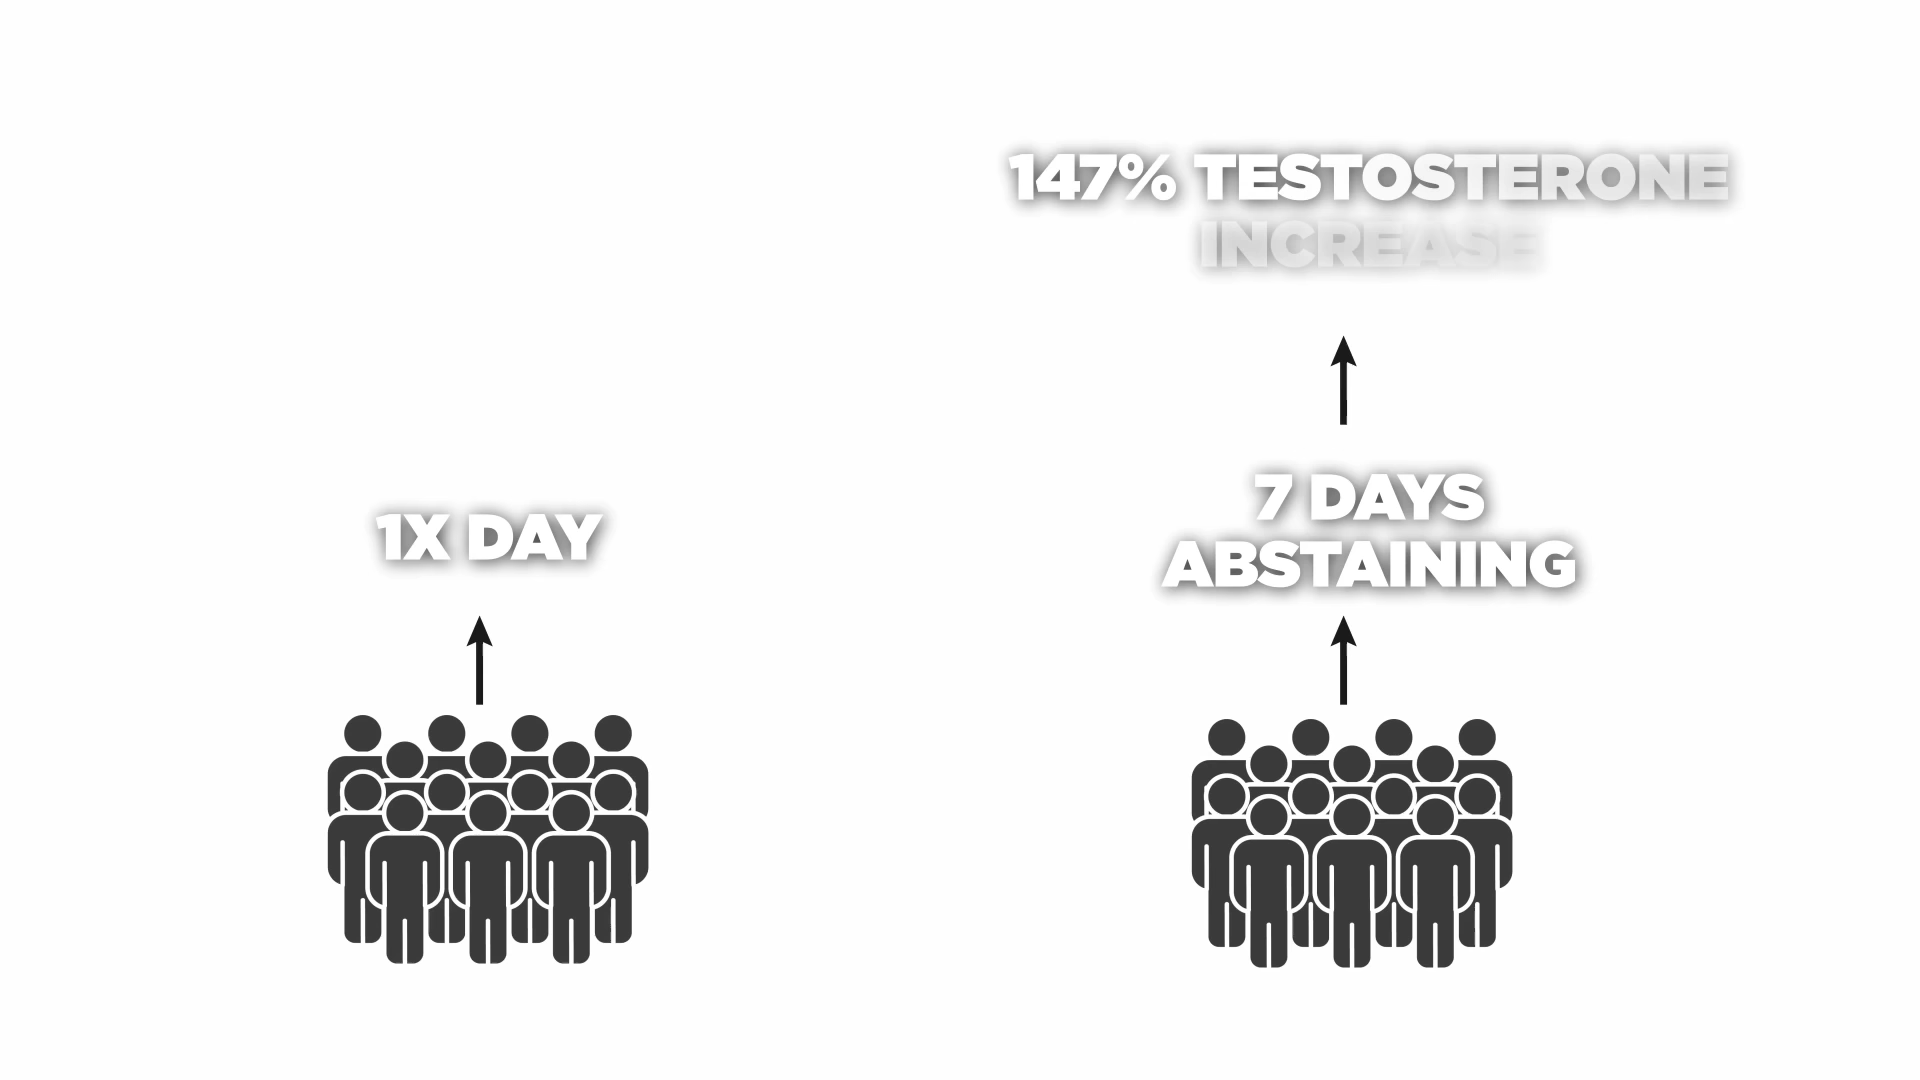 147% TESTOSTERONE
INCREASE
1X DAY
7 DAYS
ABSTAINING